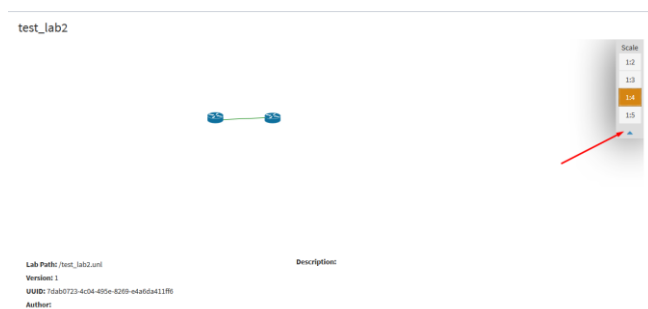 test_lab2
Scale
1:2
1:3
1:4
1:5
Lab Path: /test_lab2.unl
Description:
Version: 1
UUID: 7dab0723-4c04-495e-8269-e4a6da411ff6
Author: